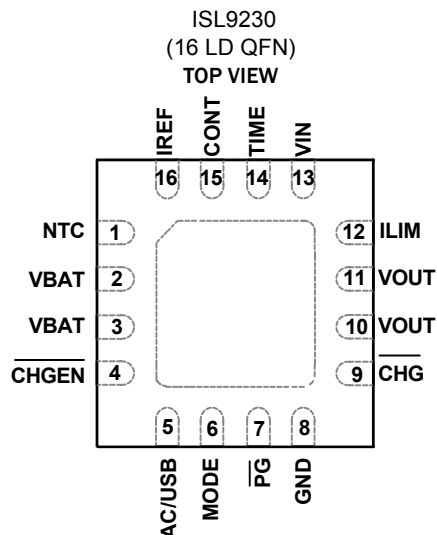 ISL9230
(16 LD QFN)
TOP VIEW
IREF
CONT
TIME
VIN
16
15
14
13
NTC 1
12 ILIM
VBAT 2
11 VOUT
VBAT 3
10 VOUT
CHGEN 4
9 CHG
5
6
7
8
AC/USB
MODE
PG
GND